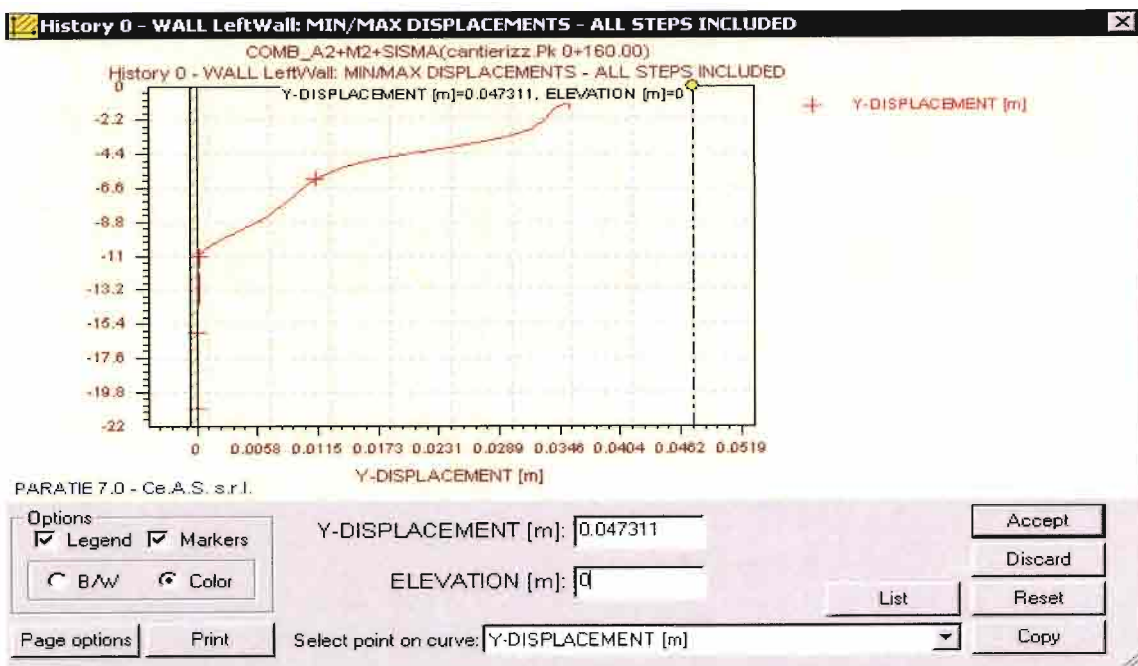 History 0 - WALL LeftWall: MIN/MAX DISPLACEMENTS - ALL STEPS INCLUDED
COMB_A2+M2+SISMA(cantierizz.Pk 0+160.00)
History 0 - WALL LeftWall: MIN/MAX DISPLACEMENTS - ALL STEPS INCLUDED
Y-DISPLACEMENT [m]=0.047311, ELEVATION [m]=0
Y-DISPLACEMENT [m]
0
-2.2
-4.4
-6.6
-8.8
-11
-13.2
-15.4
-17.6
-19.8
-22
0 0.0058 0.0115 0.0173 0.0231 0.0289 0.0346 0.0404 0.0462 0.0519
Y-DISPLACEMENT [m]
PARATIE 7.0 - Ce.A.S. s.r.l.
Options
Legend Markers
B/W Color
Page options Print
Y-DISPLACEMENT [m]: 0.047311
ELEVATION [m]: 0
Select point on curve: Y-DISPLACEMENT [m]
List
Accept
Discard
Reset
Copy